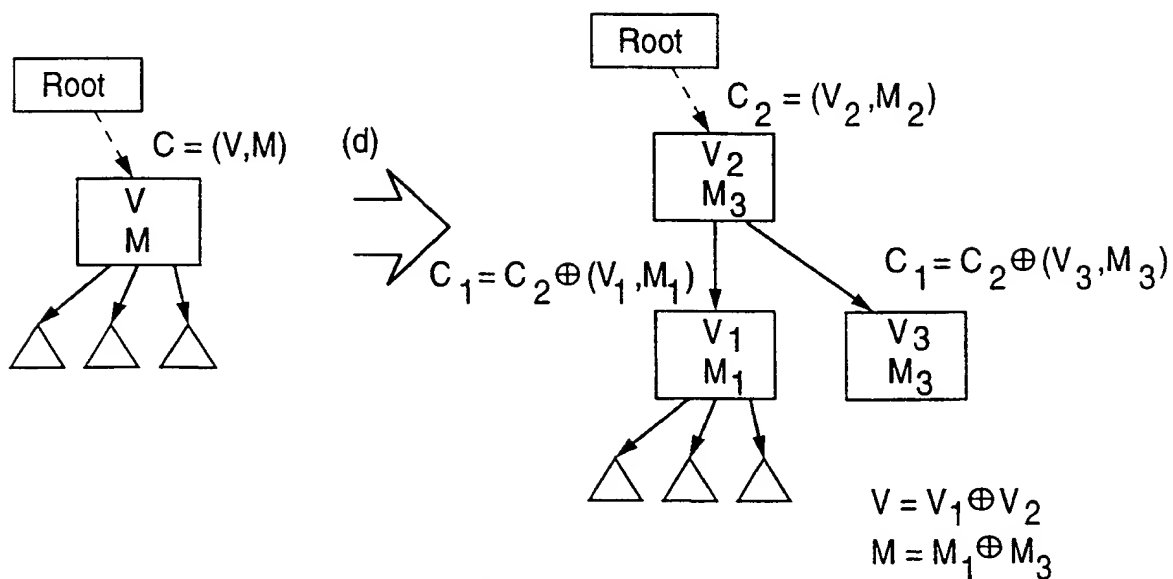 Root
C = (V,M)
V
M
(d)
Root
C₂ = (V₂,M₂)
V₂
M₃
C₁ = C₂ ⊕ (V₁,M₁)
C₁ = C₂ ⊕ (V₃,M₃)
V₁
M₁
V₃
M₃
V = V₁ ⊕ V₂
M = M₁ ⊕ M₃